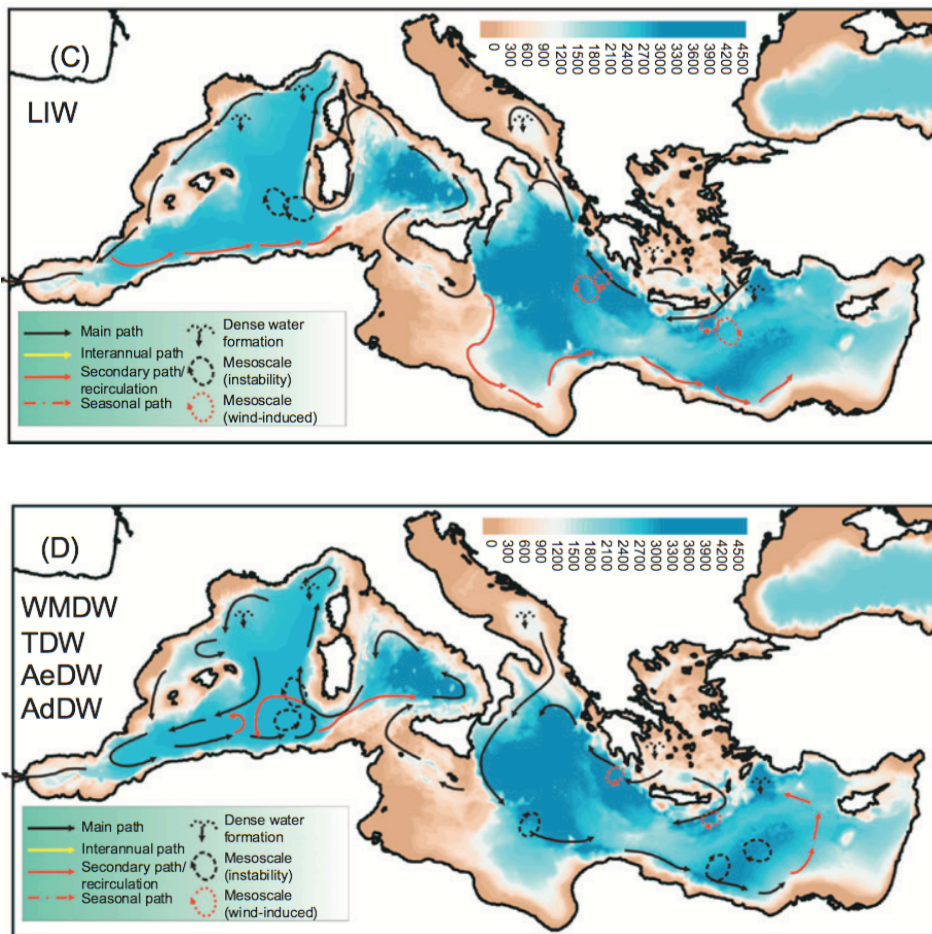 (C)
LIW
0
300
600
900
1200
1500
1800
2100
2400
2700
3000
3300
3600
3900
4500
Main path
Interannual path
Secondary path/
recirculation
Seasonal path
Dense water
formation
Mesoscale
(instability)
Mesoscale
(wind-induced)
(D)
WMDW
TDW
AeDW
AdDW
0
300
600
900
1200
1500
1800
2100
2400
2700
3000
3300
3600
3900
4500
Main path
Interannual path
Secondary path/
recirculation
Seasonal path
Dense water
formation
Mesoscale
(instability)
Mesoscale
(wind-induced)